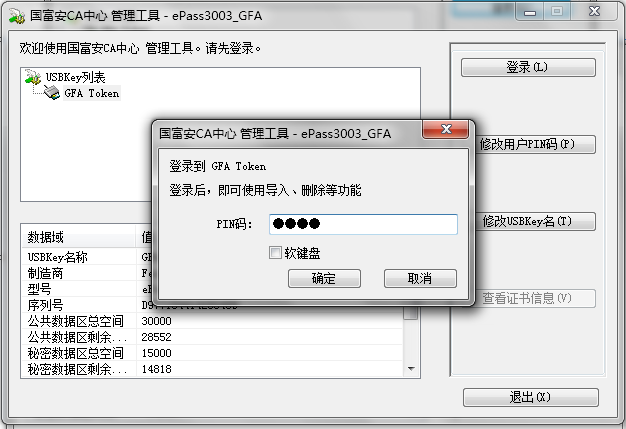 国富安CA中心 管理工具 - ePass3003_GFA
欢迎使用国富安CA中心 管理工具。请先登录。
USBKey列表
GFA Token
登录(L)
修改用户PIN码(P)
修改USBKey名(T)
查看证书信息(V)
退出(X)
国富安CA中心 管理工具 - ePass3003_GFA
登录到 GFA Token
登录后，即可使用导入、删除等功能
PIN码：
软键盘
确定
取消
数据域 值
USBKey名称
制造商
型号
序列号
公共数据区总空间 30000
公共数据区剩余... 28552
秘密数据区总空间 15000
秘密数据区剩余... 14818